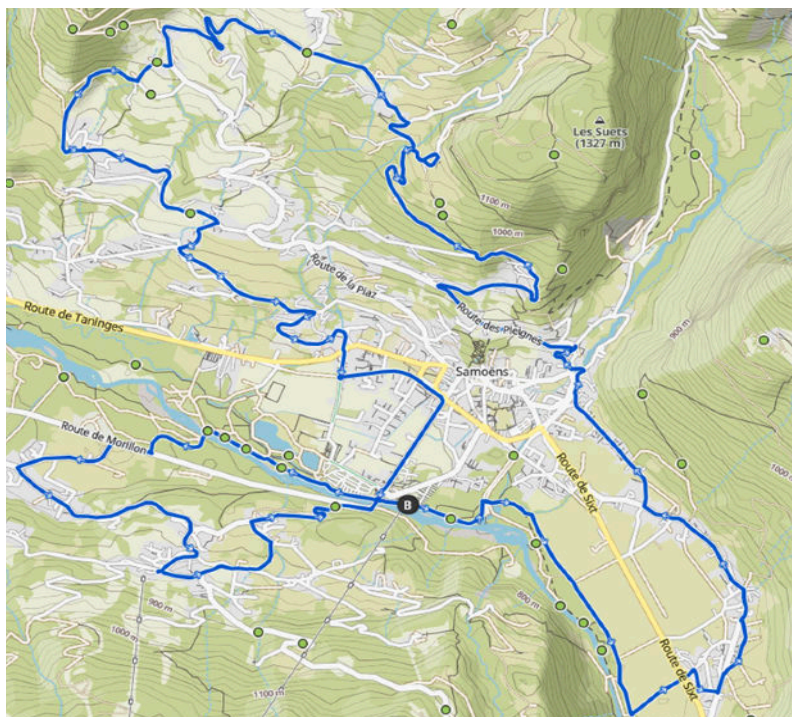 Les Suets
(1327 m)
1100 m
1000 m
Route de la Piaz
Route de Taninges
Route des Pleignes
900 m
Samoëns
Route de Morillon
Route de Sixt
1000 m
B
800 m
900 m
1000 m
Route de Sixt
1100 m